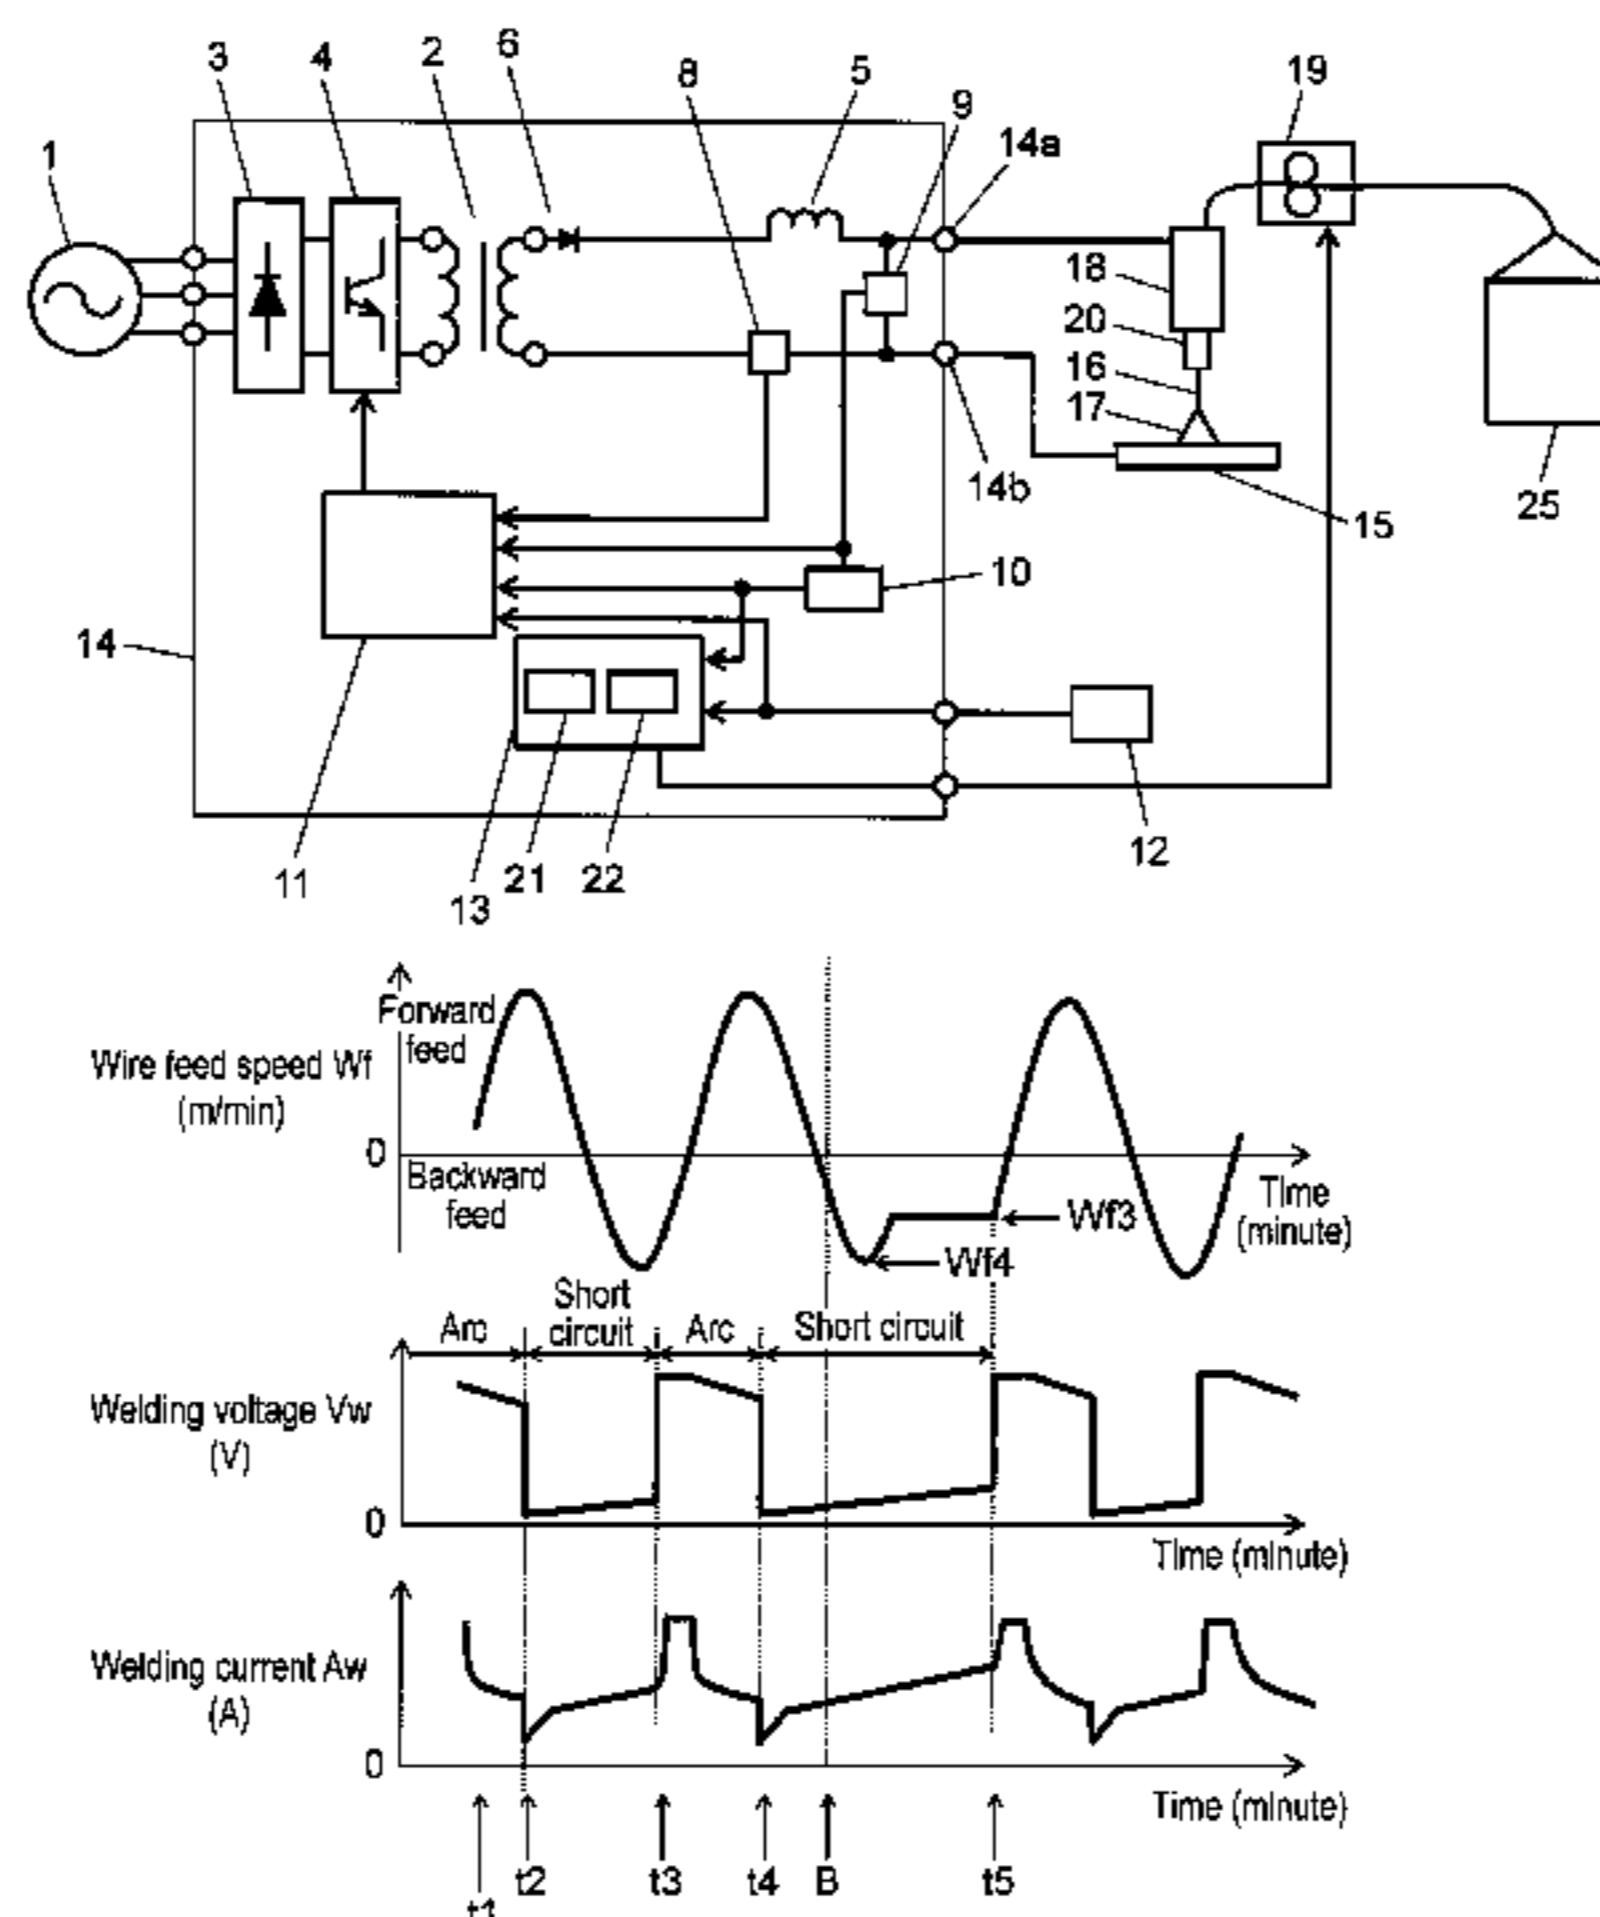 6
2
3
4
8
5
19
9
1
14a
18
20
16
17
14b
25
15
10
14
12
11
21
22
13
Forward
feed
Wire feed speed Wf
(m/min)
0
Backward
feed
TIme
(minute)
Wf3
Wf4
Short
circuit
Arc
Arc
Short circuit
Welding voltage Vw
(V)
0
TIme (mInute)
Welding current Aw
(A)
0
Time (mInute)
t2
t3
t4
B
t5
t1